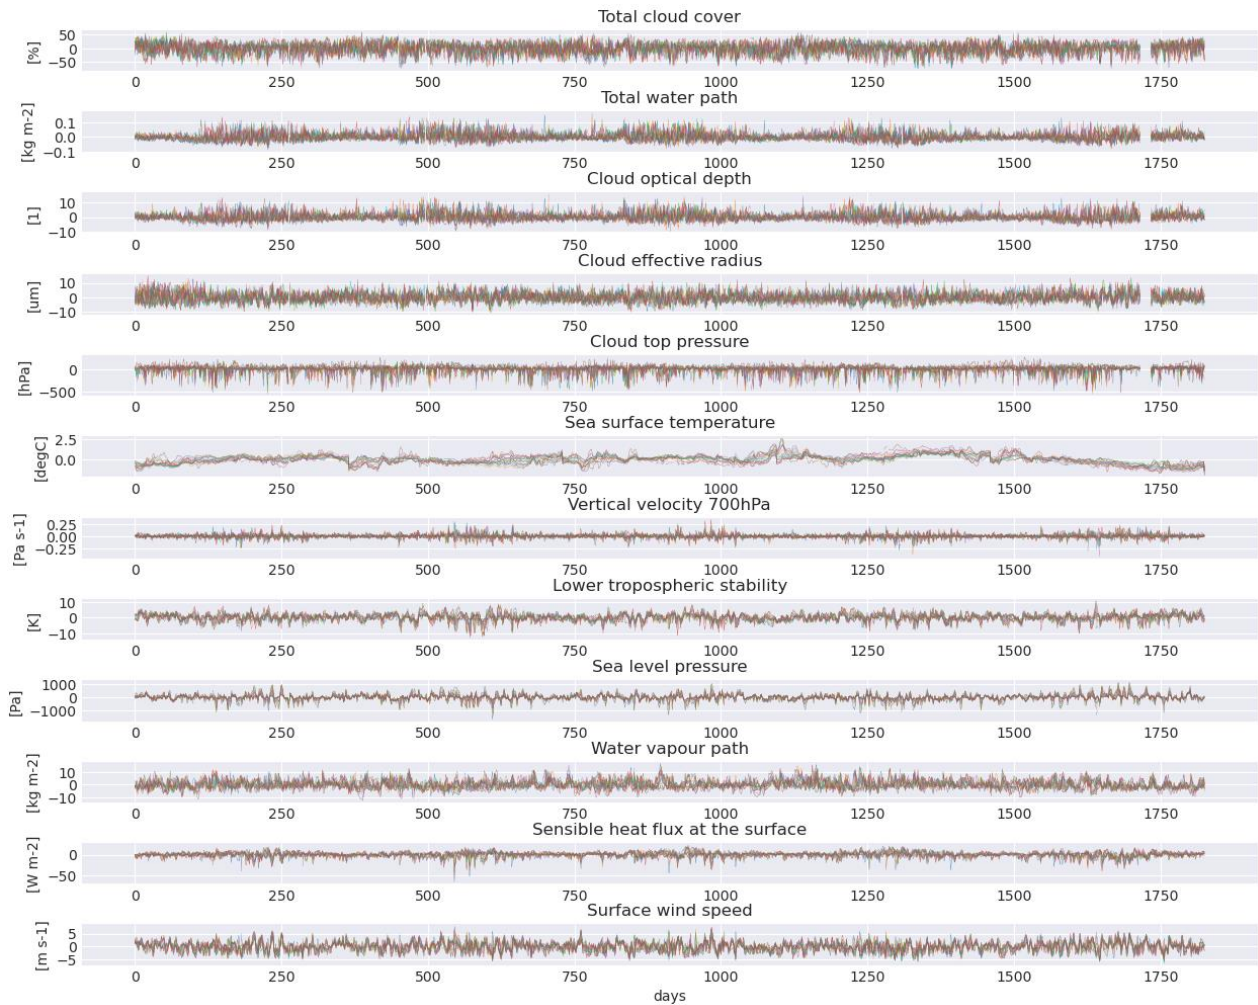 Total cloud cover
[%]
50
0
−50
0 250 500 750 1000 1250 1500 1750
Total water path
[kg m-2]
0.1
0.0
−0.1
0 250 500 750 1000 1250 1500 1750
Cloud optical depth
[1]
10
0
−10
0 250 500 750 1000 1250 1500 1750
Cloud effective radius
[um]
10
0
−10
0 250 500 750 1000 1250 1500 1750
Cloud top pressure
[hPa]
0
−500
0 250 500 750 1000 1250 1500 1750
Sea surface temperature
[degC]
2.5
0.0
0 250 500 750 1000 1250 1500 1750
Vertical velocity 700hPa
[Pa s-1]
0.25
0.00
−0.25
0 250 500 750 1000 1250 1500 1750
Lower tropospheric stability
[K]
10
0
−10
0 250 500 750 1000 1250 1500 1750
Sea level pressure
[Pa]
1000
0
−1000
0 250 500 750 1000 1250 1500 1750
Water vapour path
[kg m-2]
10
0
−10
0 250 500 750 1000 1250 1500 1750
Sensible heat flux at the surface
[W m-2]
0
−50
0 250 500 750 1000 1250 1500 1750
Surface wind speed
[m s-1]
5
0
−5
0 250 500 750 1000 1250 1500 1750
days